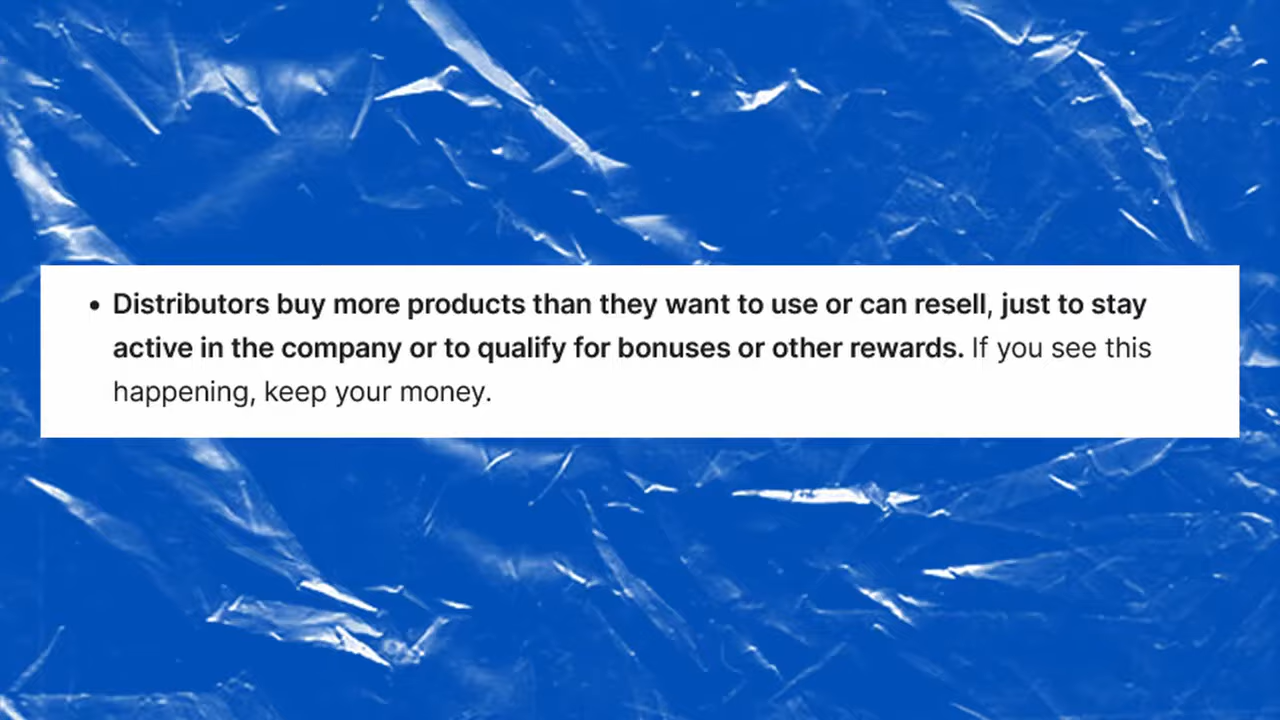 • Distributors buy more products than they want to use or can resell, just to stay
active in the company or to qualify for bonuses or other rewards. If you see this
happening, keep your money.